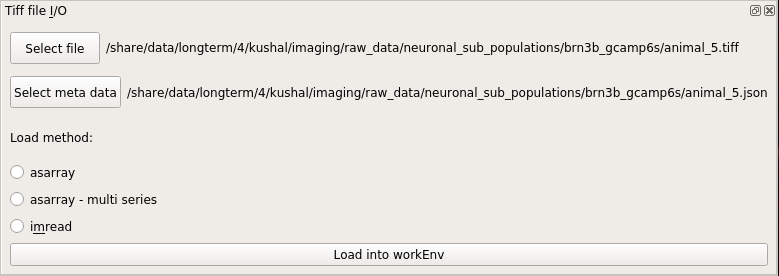 Tiff file I/O
Select file /share/data/longterm/4/kushal/imaging/raw_data/neuronal_sub_populations/brn3b_gcamp6s/animal_5.tiff
Select meta data /share/data/longterm/4/kushal/imaging/raw_data/neuronal_sub_populations/brn3b_gcamp6s/animal_5.json
Load method:
asarray
asarray - multi series
imread
Load into workEnv